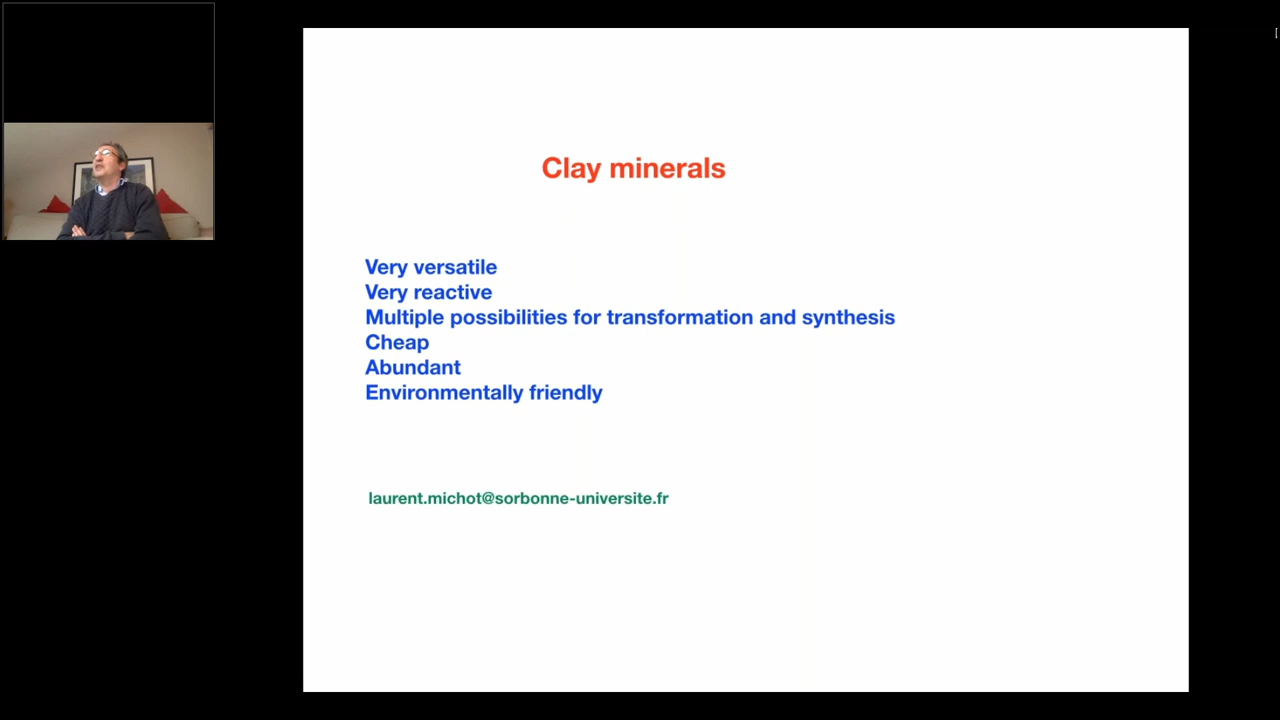 Clay minerals
Very versatile
Very reactive
Multiple possibilities for transformation and synthesis
Cheap
Abundant
Environmentally friendly
laurent.michot@sorbonne-universite.fr